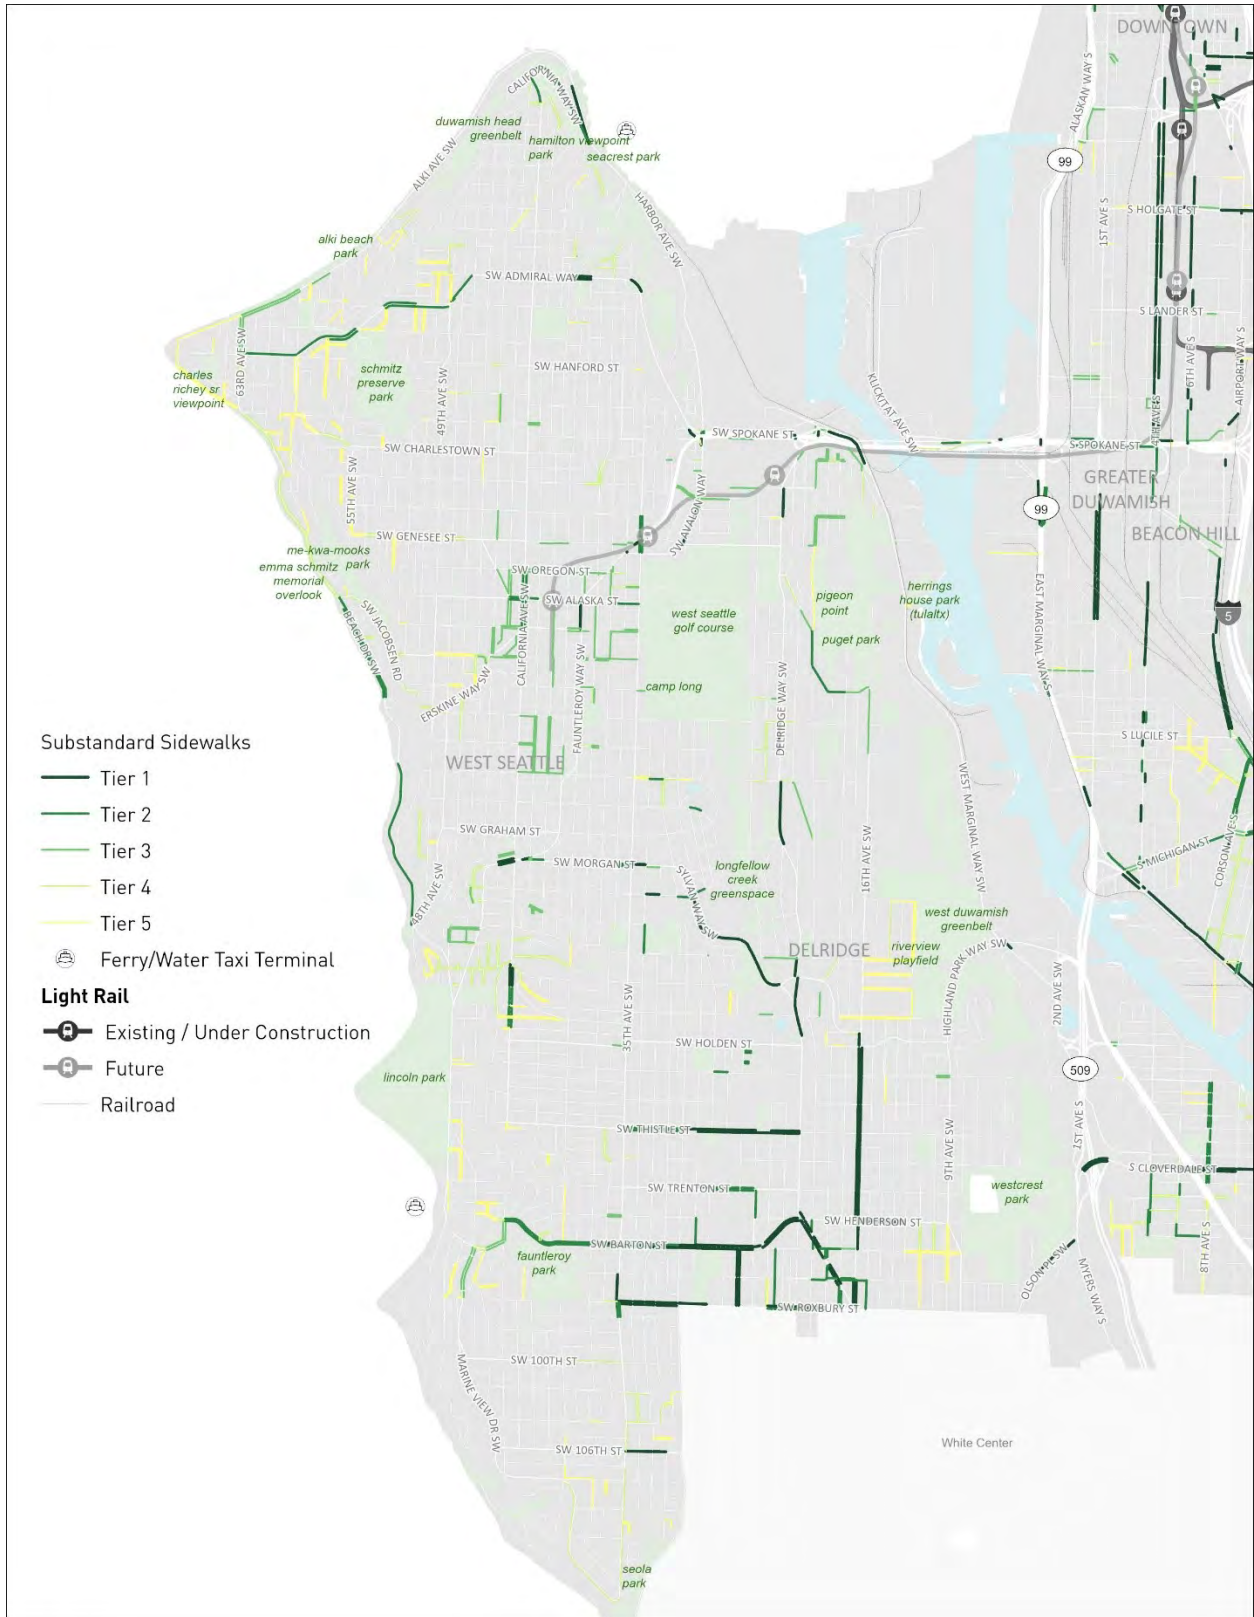 DOWNTOWN
CALIFORNIA WAY SW
ALASKAN WAY S
duwamish head
greenbelt
hamilton viewpoint
park
seacrest park
ALKI AVE SW
99
HARBOR AVE SW
S HOLGATE ST
1ST AVE S
alki beach
park
SW ADMIRAL WAY
S LANDER ST
63RD AVE SW
6TH AVE S
AIRPORT WAY S
charles
richey sr
viewpoint
schmitz
preserve
park
49TH AVE SW
SW HANFORD ST
KLICKITAT AVE SW
4TH AVE S
SW SPOKANE ST
S SPOKANE ST
SW CHARLESTOWN ST
55TH AVE SW
SW AVALON WAY
GREATER
DUWAMISH
99
BEACON HILL
SW GENESEE ST
me-kwa-mooks
park
emma schmitz
memorial
overlook
SW OREGON ST
SW ALASKA ST
CALIFORNIA AVE SW
west seattle
golf course
pigeon
point
puget park
herrings
house park
(tulaltx)
EAST MARGINAL WAY S
5
SW JACOBSEN RD
BEACH DR SW
ERSKINE WAY SW
FAUNTLEROY WAY SW
camp long
DELRIDGE WAY SW
S LUCILE ST
WEST SEATTLE
WEST MARGINAL WAY SW
Substandard Sidewalks
Tier 1
Tier 2
Tier 3
Tier 4
Tier 5
Ferry/Water Taxi Terminal
Light Rail
Existing / Under Construction
Future
Railroad
SW GRAHAM ST
48TH AVE SW
SW MORGAN ST
SYLVAN WAY SW
longfellow
creek
greenspace
16TH AVE SW
S MICHIGAN ST
CORSON AVE S
west duwamish
greenbelt
DELRIDGE
riverview
playfield
HIGHLAND PARK WAY SW
2ND AVE SW
35TH AVE SW
SW HOLDEN ST
509
lincoln park
SW THISTLE ST
9TH AVE SW
1ST AVE S
S CLOVERDALE ST
SW TRENTON ST
westcrest
park
SW HENDERSON ST
SW BARTON ST
fauntleroy
park
OLSON PL SW
MYERS WAY S
8TH AVE S
SW ROXBURY ST
SW 100TH ST
MARINE VIEW DR SW
White Center
SW 106TH ST
seola
park